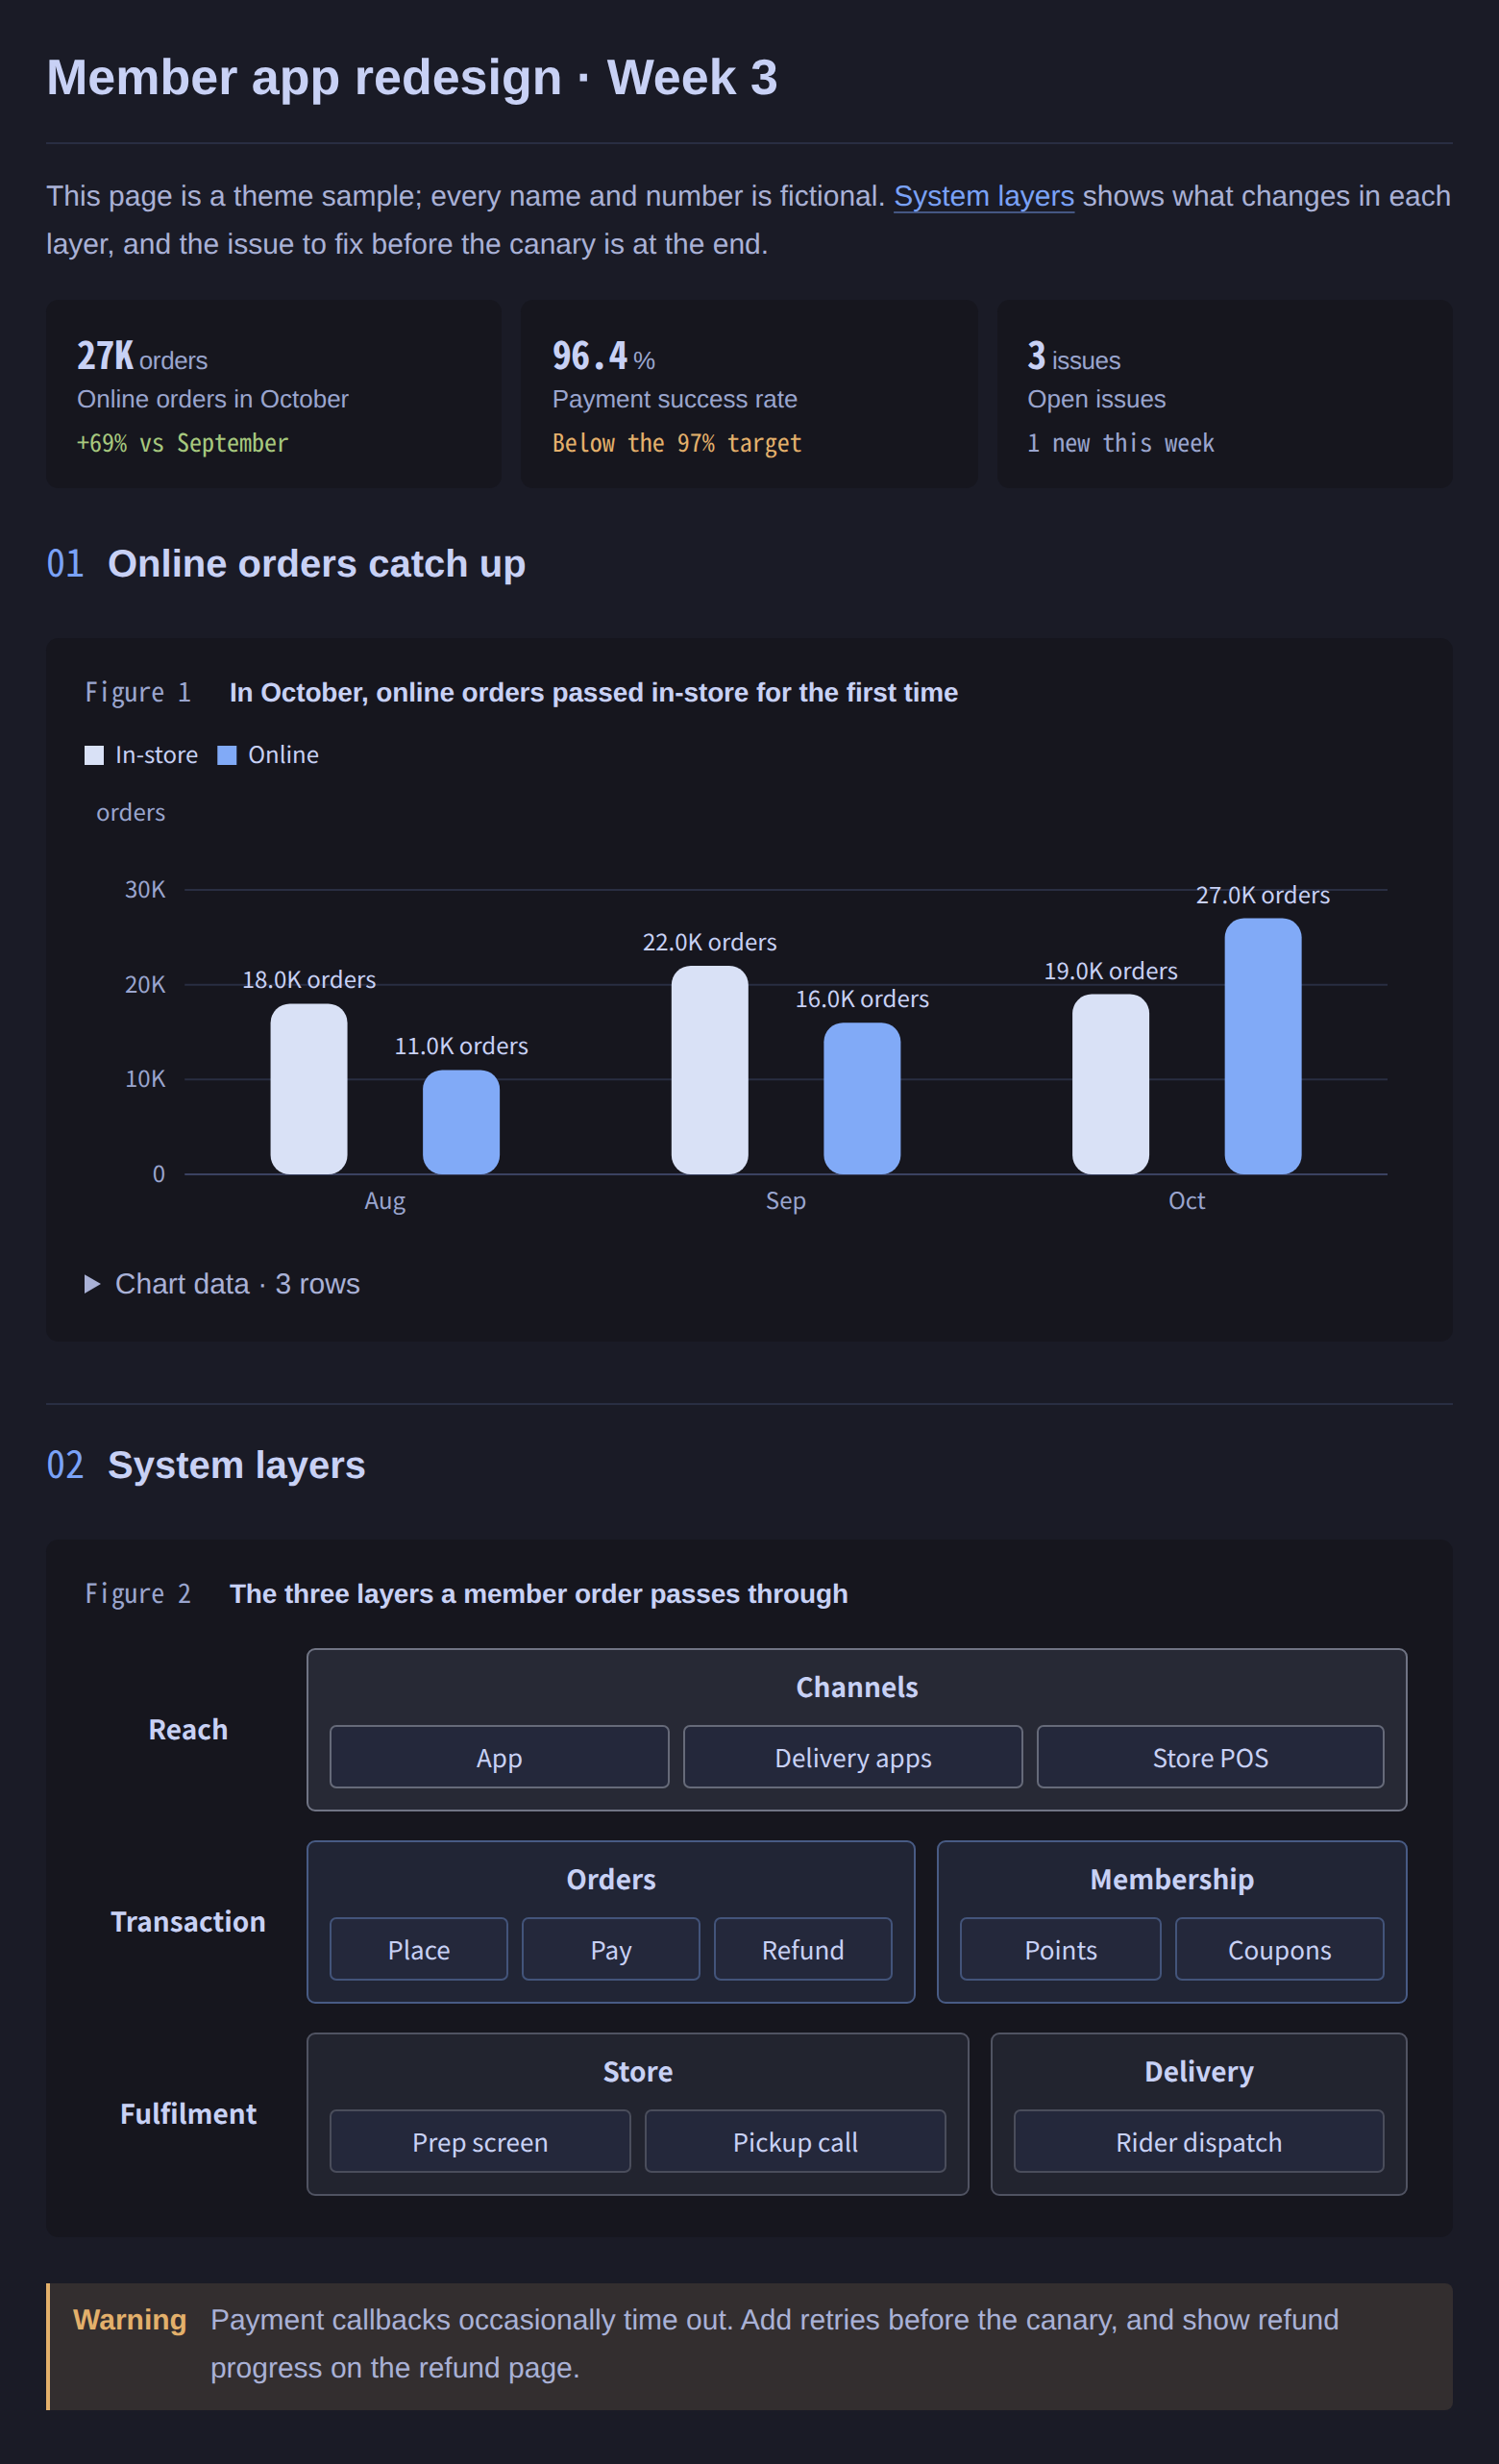 Member app redesign · Week 3
This page is a theme sample; every name and number is fictional. System layers shows what changes in each
layer, and the issue to fix before the canary is at the end.
27K orders
Online orders in October
+69% vs September
96.4 %
Payment success rate
Below the 97% target
3 issues
Open issues
1 new this week
01 Online orders catch up
Figure 1 In October, online orders passed in-store for the first time
In-store Online
orders
30K
20K
10K
0
18.0K orders
11.0K orders
22.0K orders
16.0K orders
19.0K orders
27.0K orders
Aug Sep Oct
Chart data · 3 rows
02 System layers
Figure 2 The three layers a member order passes through
Reach
Channels
App Delivery apps Store POS
Transaction
Orders
Place Pay Refund
Membership
Points Coupons
Fulfilment
Store
Prep screen Pickup call
Delivery
Rider dispatch
Warning Payment callbacks occasionally time out. Add retries before the canary, and show refund
progress on the refund page.